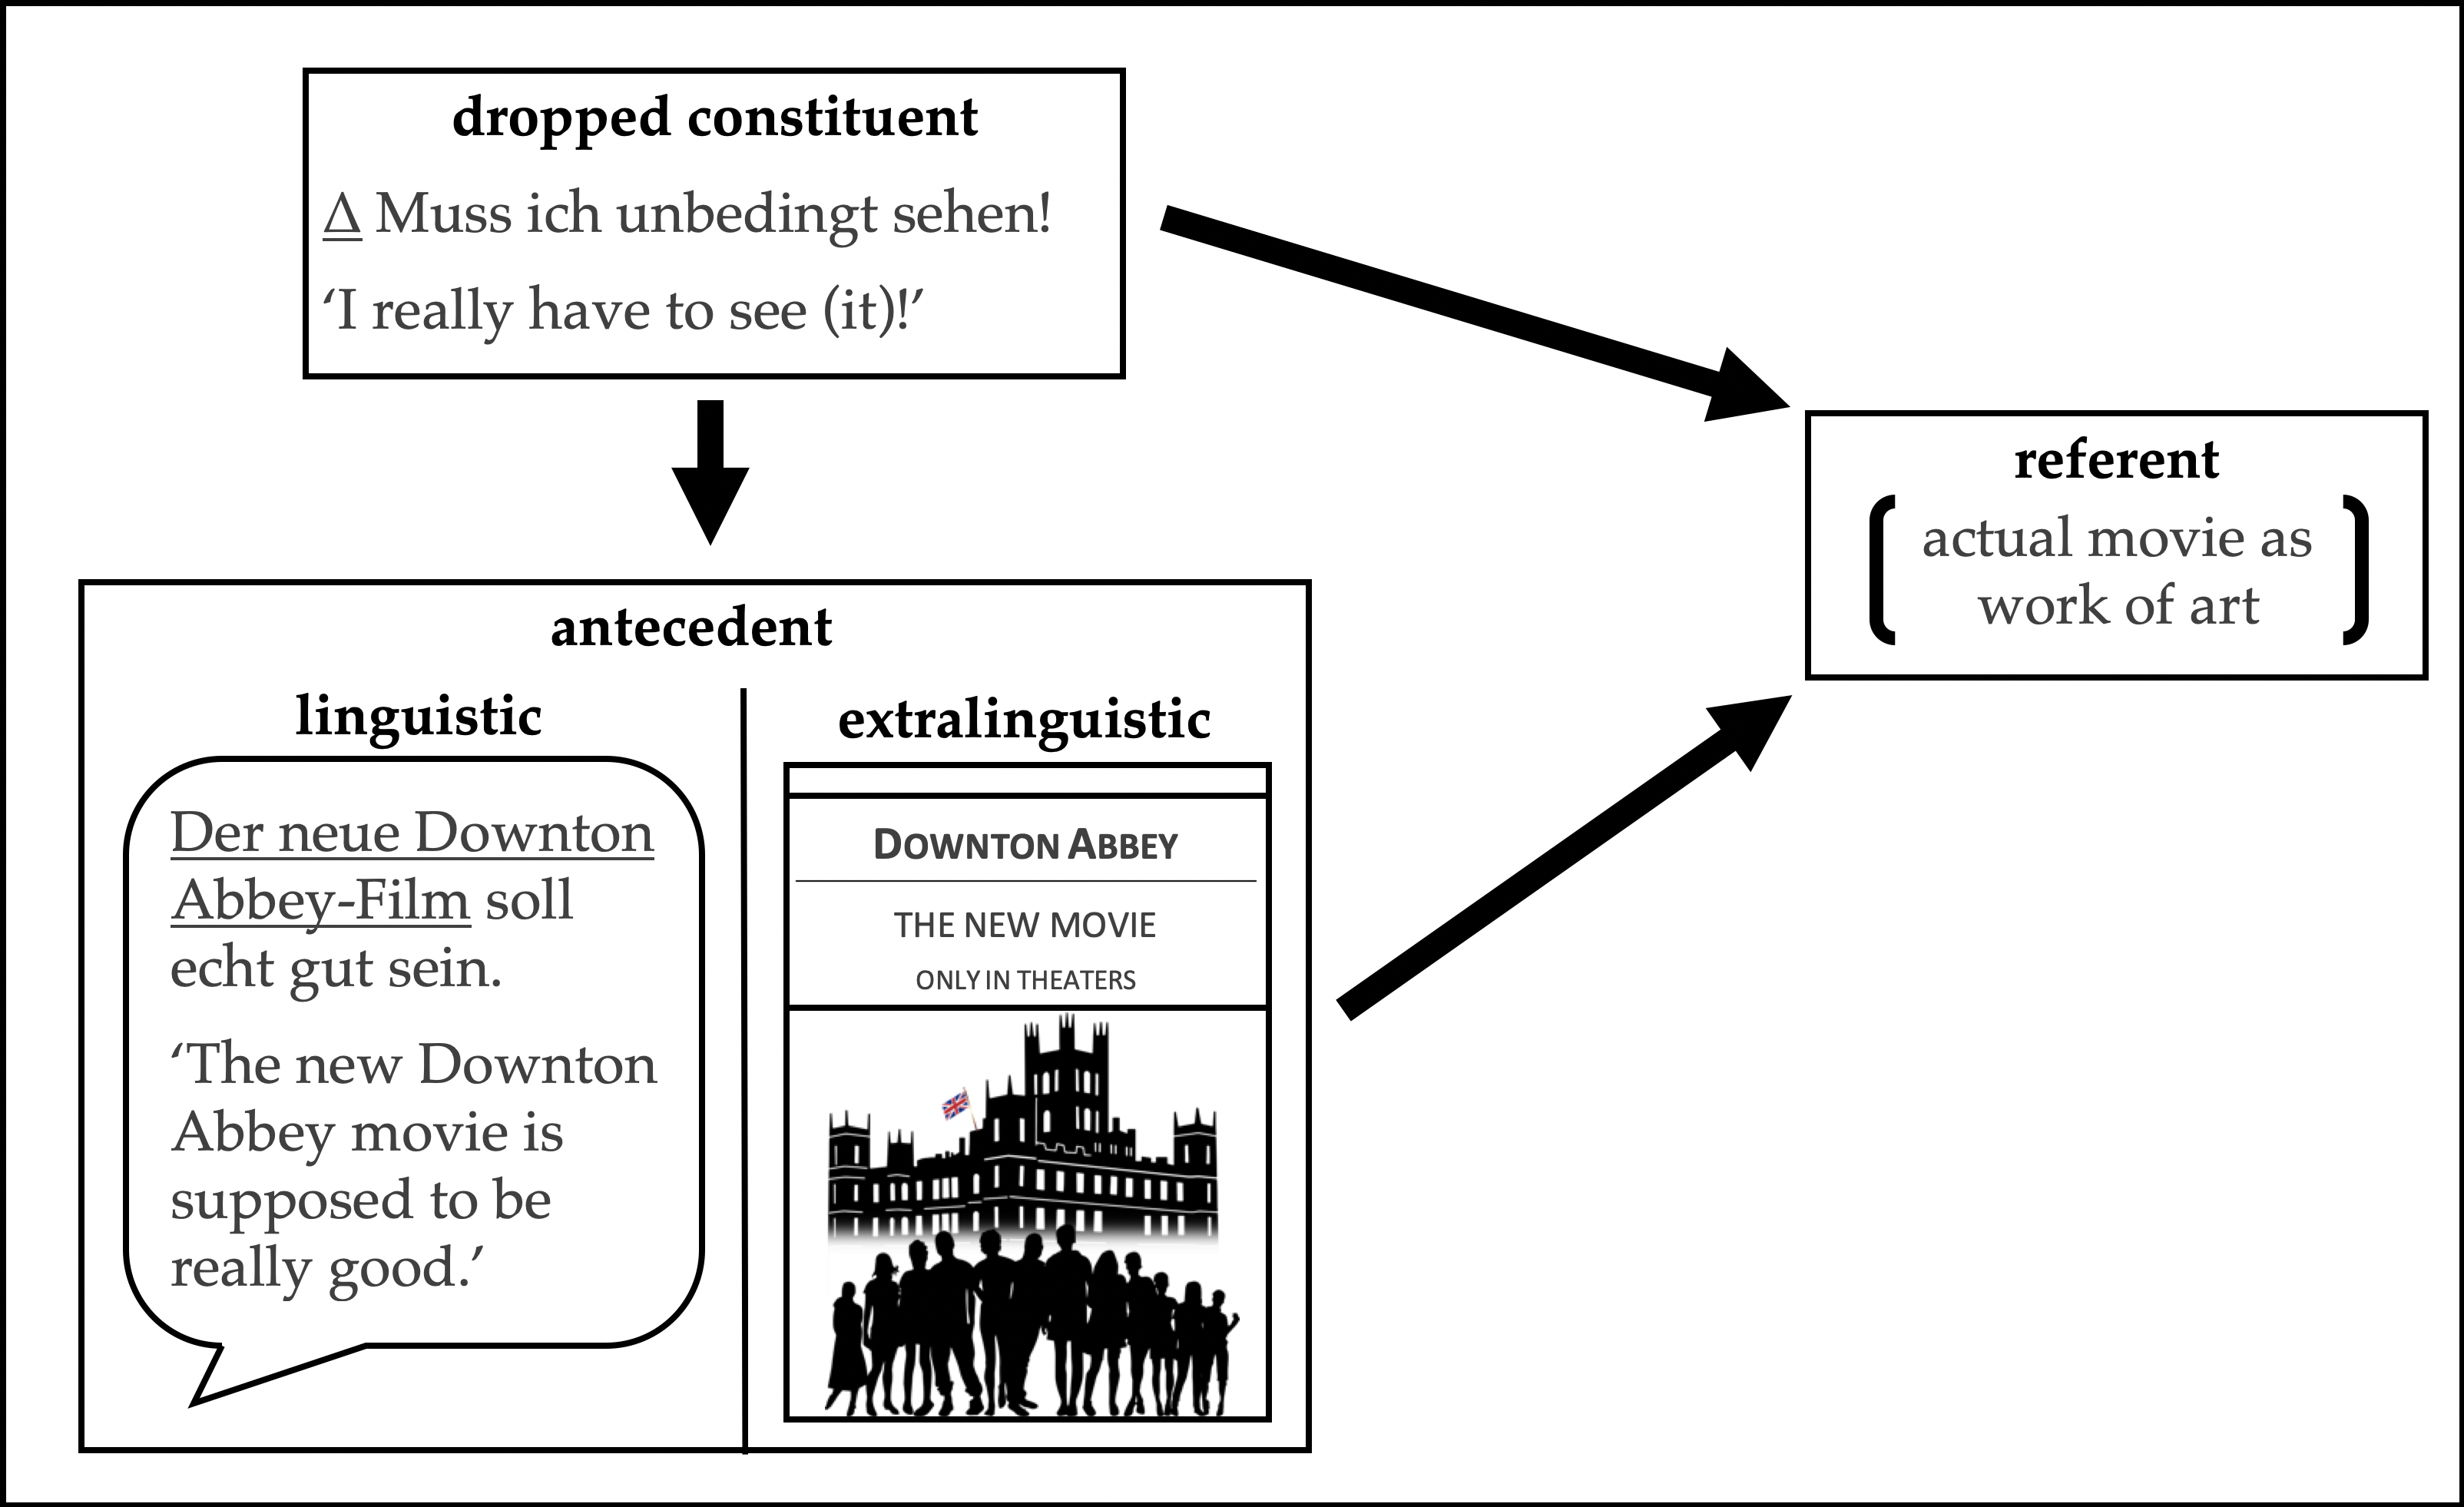 dropped constituent
Δ Muss ich unbedingt sehen!
‘I really have to see (it)!’
referent
actual movie as
work of art
antecedent
linguistic
Der neue Downton
Abbey-Film soll
echt gut sein.
‘The new Downton
Abbey movie is
supposed to be
really good.’
extralinguistic
DOWNTON ABBEY
THE NEW MOVIE
ONLY IN THEATERS